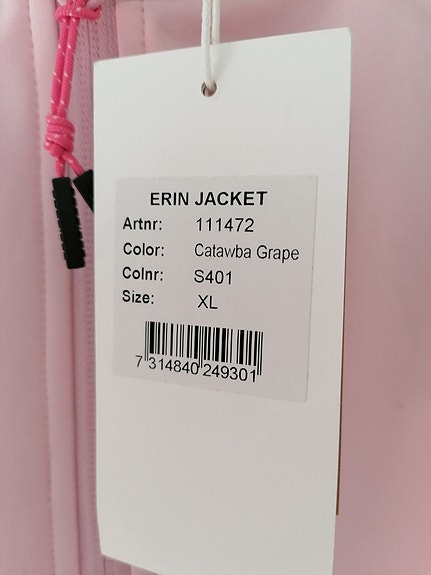 ERIN JACKET
Artnr: 111472
Color: Catawba Grape
Colnr: S401
Size: XL
7 314840 249301